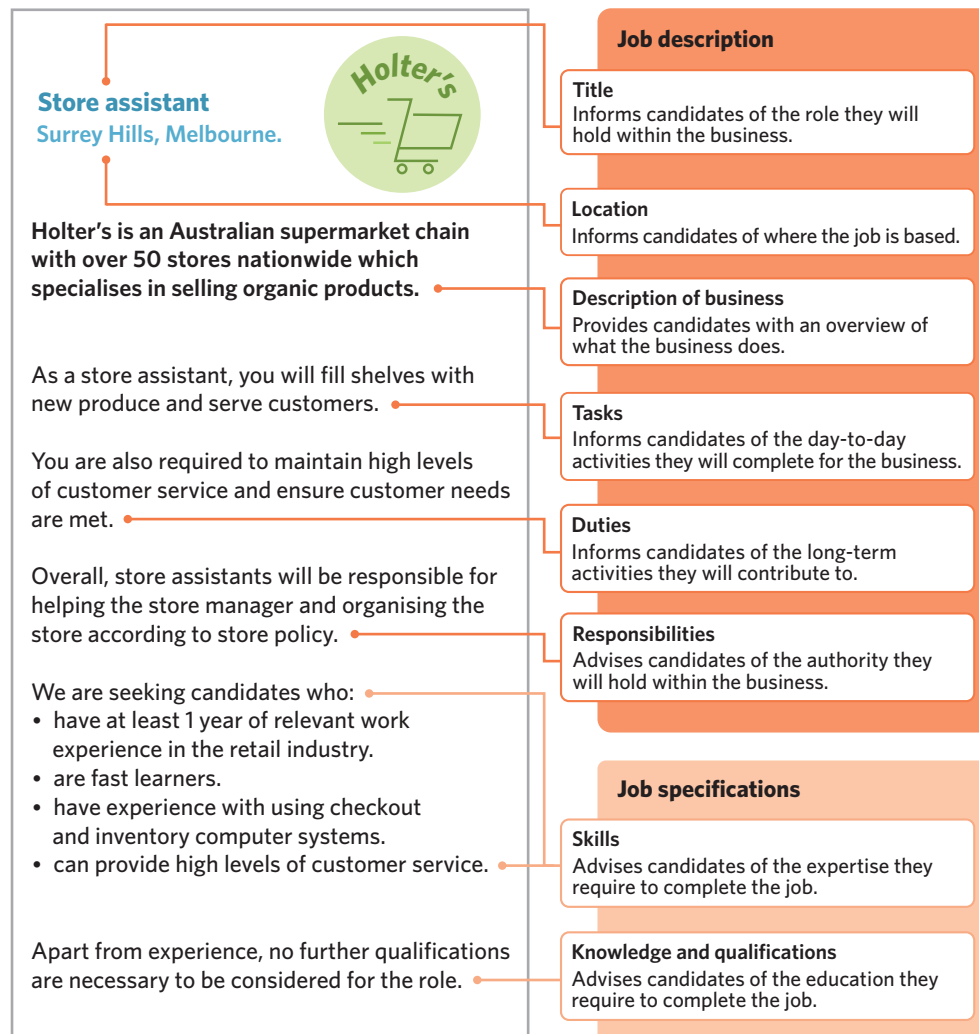 Job description
Holter's
Store assistant
Surrey Hills, Melbourne.
Title
Informs candidates of the role they will
hold within the business.
Location
Informs candidates of where the job is based.
Holter's is an Australian supermarket chain
with over 50 stores nationwide which
specialises in selling organic products.
Description of business
Provides candidates with an overview of
what the business does.
As a store assistant, you will fill shelves with
new produce and serve customers.
Tasks
Informs candidates of the day-to-day
activities they will complete for the business.
You are also required to maintain high levels
of customer service and ensure customer needs
are met.
Duties
Informs candidates of the long-term
activities they will contribute to.
Overall, store assistants will be responsible for
helping the store manager and organising the
store according to store policy.
Responsibilities
Advises candidates of the authority they
will hold within the business.
We are seeking candidates who:
• have at least 1 year of relevant work
experience in the retail industry.
• are fast learners.
• have experience with using checkout
and inventory computer systems.
• can provide high levels of customer service.
Job specifications
Skills
Advises candidates of the expertise they
require to complete the job.
Apart from experience, no further qualifications
are necessary to be considered for the role.
Knowledge and qualifications
Advises candidates of the education they
require to complete the job.